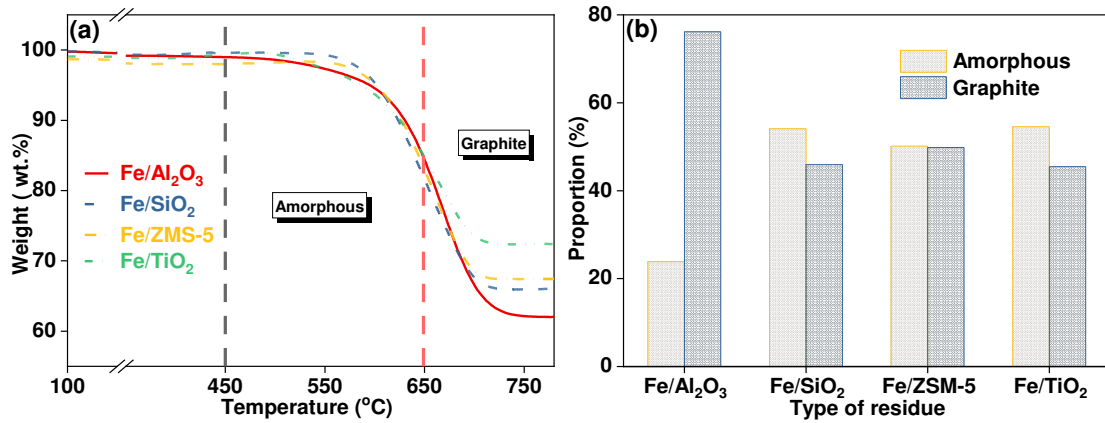 (a)
100
90
80
70
60
Weight ( wt.%)
Fe/Al₂O₃
Fe/SiO₂
Fe/ZMS-5
Fe/TiO₂
Amorphous
Graphite
100 450 550 650 750
Temperature (°C)
(b)
80
60
40
20
0
Proportion (%)
Amorphous
Graphite
Fe/Al₂O₃ Fe/SiO₂ Fe/ZSM-5 Fe/TiO₂
Type of residue